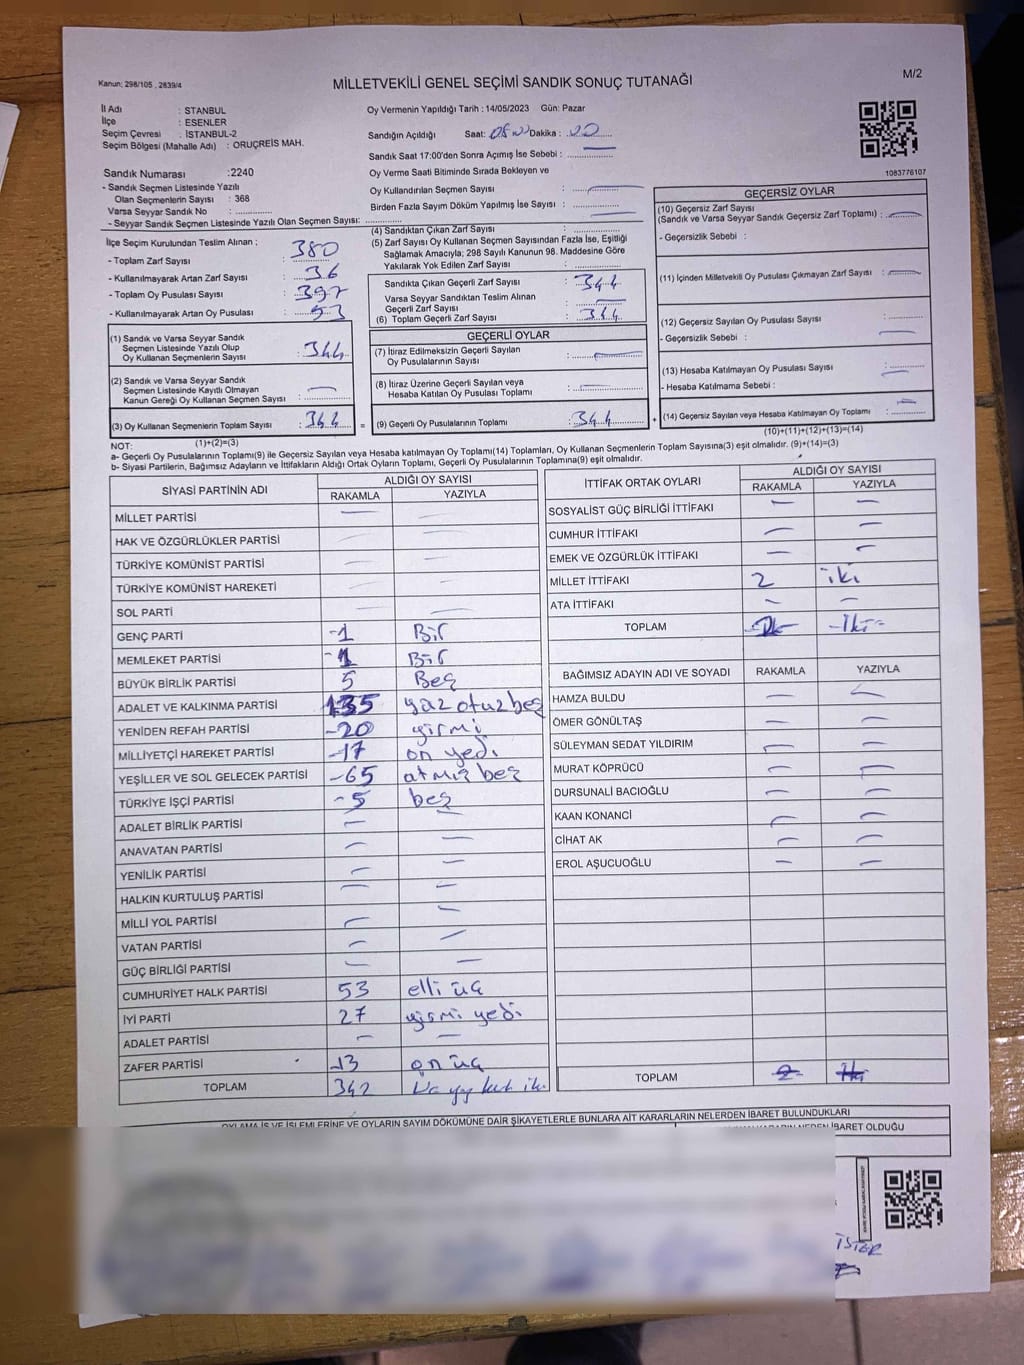 Kanun: 298/105 , 2839/4
MİLLETVEKİLİ GENEL SEÇİMİ SANDIK SONUÇ TUTANAĞI
M/2
İl Adı : STANBUL
İlçe : ESENLER
Seçim Çevresi : İSTANBUL-2
Seçim Bölgesi (Mahalle Adı) : ORUÇREİS MAH.
Oy Vermenin Yapıldığı Tarih : 14/05/2023 Gün: Pazar
Sandığın Açıldığı Saat: Dakika :
Sandık Saat 17:00'den Sonra Açımış İse Sebebi :
Oy Verme Saati Bitiminde Sırada Bekleyen ve
Oy Kullandırılan Seçmen Sayısı : —
Birden Fazla Sayım Döküm Yapılmış İse Sayısı : —
1083776107
Sandık Numarası :2240
- Sandık Seçmen Listesinde Yazılı
Olan Seçmenlerin Sayısı : 368
Varsa Seyyar Sandık No :
- Seyyar Sandık Seçmen Listesinde Yazılı Olan Seçmen Sayısı:
İlçe Seçim Kurulundan Teslim Alınan ;
- Toplam Zarf Sayısı : 380
- Kullanılmayarak Artan Zarf Sayısı : 36
- Toplam Oy Pusulası Sayısı : 397
- Kullanılmayarak Artan Oy Pusulası : 53
(1) Sandık ve Varsa Seyyar Sandık
Seçmen Listesinde Yazılı Olup
Oy Kullanan Seçmenlerin Sayısı : 344
(2) Sandık ve Varsa Seyyar Sandık
Seçmen Listesinde Kayıtlı Olmayan
Kanun Gereği Oy Kullanan Seçmen Sayısı : —
(3) Oy Kullanan Seçmenlerin Toplam Sayısı : 344 =
(1)+(2)=(3)
(4) Sandıktan Çıkan Zarf Sayısı :
(5) Zarf Sayısı Oy Kullanan Seçmen Sayısından Fazla İse, Eşitliği
Sağlamak Amacıyla; 298 Sayılı Kanunun 98. Maddesine Göre
Yakılarak Yok Edilen Zarf Sayısı :
Sandıkta Çıkan Geçerli Zarf Sayısı : 344
Varsa Seyyar Sandıktan Teslim Alınan
Geçerli Zarf Sayısı : —
(6) Toplam Geçerli Zarf Sayısı : 344
GEÇERLİ OYLAR
(7) İtiraz Edilmeksizin Geçerli Sayılan
Oy Pusulalarının Sayısı : —
(8) İtiraz Üzerine Geçerli Sayılan veya
Hesaba Katılan Oy Pusulası Toplamı : —
(9) Geçerli Oy Pusulalarının Toplamı : 344 +
GEÇERSİZ OYLAR
(10) Geçersiz Zarf Sayısı
(Sandık ve Varsa Seyyar Sandık Geçersiz Zarf Toplamı) : —
- Geçersizlik Sebebi :
(11) İçinden Milletvekili Oy Pusulası Çıkmayan Zarf Sayısı : —
(12) Geçersiz Sayılan Oy Pusulası Sayısı :
- Geçersizlik Sebebi : —
(13) Hesaba Katılmayan Oy Pusulası Sayısı : —
- Hesaba Katılmama Sebebi :
(14) Geçersiz Sayılan veya Hesaba Katılmayan Oy Toplamı : —
(10)+(11)+(12)+(13)=(14)
NOT:
a- Geçerli Oy Pusulalarının Toplamı(9) ile Geçersiz Sayılan veya Hesaba katılmayan Oy Toplamı(14) Toplamları, Oy Kullanan Seçmenlerin Toplam Sayısına(3) eşit olmalıdır. (9)+(14)=(3)
b- Siyasi Partilerin, Bağımsız Adayların ve İttifakların Aldığı Ortak Oyların Toplamı, Geçerli Oy Pusulalarının Toplamına(9) eşit olmalıdır.
SİYASİ PARTİNİN ADI ALDIĞI OY SAYISI
RAKAMLA YAZIYLA
MİLLET PARTİSİ — —
HAK VE ÖZGÜRLÜKLER PARTİSİ — —
TÜRKİYE KOMÜNİST PARTİSİ — —
TÜRKİYE KOMÜNİST HAREKETİ — —
SOL PARTİ — —
GENÇ PARTİ -1 Bir
MEMLEKET PARTİSİ -1 Bir
BÜYÜK BİRLİK PARTİSİ 5 Beş
ADALET VE KALKINMA PARTİSİ 135 yüz otuz beş
YENİDEN REFAH PARTİSİ -20 yirmi
MİLLİYETÇİ HAREKET PARTİSİ -17 on yedi
YEŞİLLER VE SOL GELECEK PARTİSİ -65 atmış beş
TÜRKİYE İŞÇİ PARTİSİ -5 beş
ADALET BİRLİK PARTİSİ — —
ANAVATAN PARTİSİ — —
YENİLİK PARTİSİ — —
HALKIN KURTULUŞ PARTİSİ — —
MİLLİ YOL PARTİSİ — —
VATAN PARTİSİ — —
GÜÇ BİRLİĞİ PARTİSİ — —
CUMHURİYET HALK PARTİSİ 53 elli üç
İYİ PARTİ 27 yirmi yedi
ADALET PARTİSİ — —
ZAFER PARTİSİ -13 on üç
TOPLAM 342
İTTİFAK ORTAK OYLARI ALDIĞI OY SAYISI
RAKAMLA YAZIYLA
SOSYALİST GÜÇ BİRLİĞİ İTTİFAKI — —
CUMHUR İTTİFAKI — —
EMEK VE ÖZGÜRLÜK İTTİFAKI — —
MİLLET İTTİFAKI 2 iki
ATA İTTİFAKI — —
TOPLAM -2- -İki-
BAĞIMSIZ ADAYIN ADI VE SOYADI RAKAMLA YAZIYLA
HAMZA BULDU — —
ÖMER GÖNÜLTAŞ — —
SÜLEYMAN SEDAT YILDIRIM — —
MURAT KÖPRÜCÜ — —
DURSUNALİ BACIOĞLU — —
KAAN KONANCİ — —
CİHAT AK — —
EROL AŞUCUOĞLU — —
TOPLAM
OYLAMA İŞ VE İŞLEMLERİNE VE OYLARIN SAYIM DÖKÜMÜNE DAİR ŞİKAYETLERLE BUNLARA AİT KARARLARIN NELERDEN İBARET BULUNDUKLARI
İBARET OLDUĞU